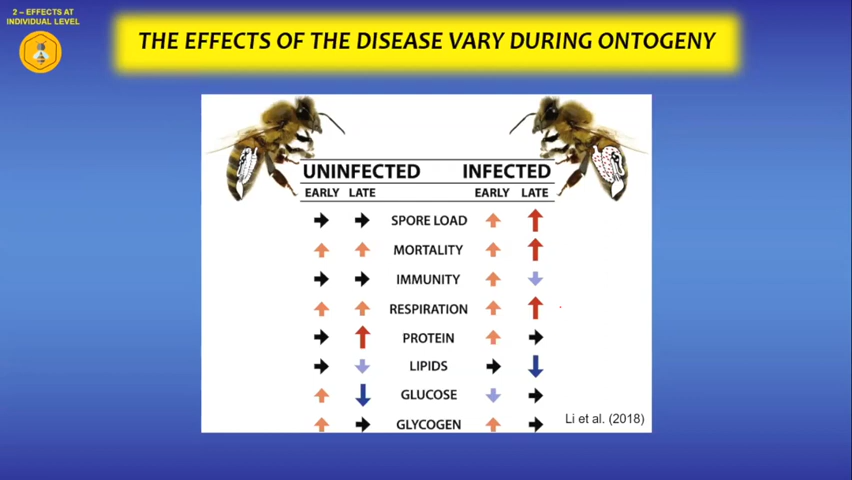 2 – EFFECTS AT
INDIVIDUAL LEVEL
THE EFFECTS OF THE DISEASE VARY DURING ONTOGENY
UNINFECTED INFECTED
EARLY LATE EARLY LATE
SPORE LOAD
MORTALITY
IMMUNITY
RESPIRATION
PROTEIN
LIPIDS
GLUCOSE
GLYCOGEN
Li et al. (2018)